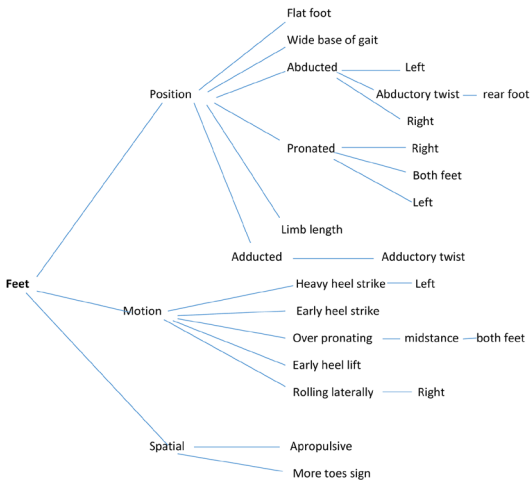 Flat foot
Wide base of gait
Abducted Left
Position Abductory twist rear foot
Right
Pronated Right
Both feet
Left
Limb length
Adducted Adductory twist
Feet Heavy heel strike Left
Motion Early heel strike
Over pronating midstance both feet
Early heel lift
Rolling laterally Right
Spatial Apropulsive
More toes sign